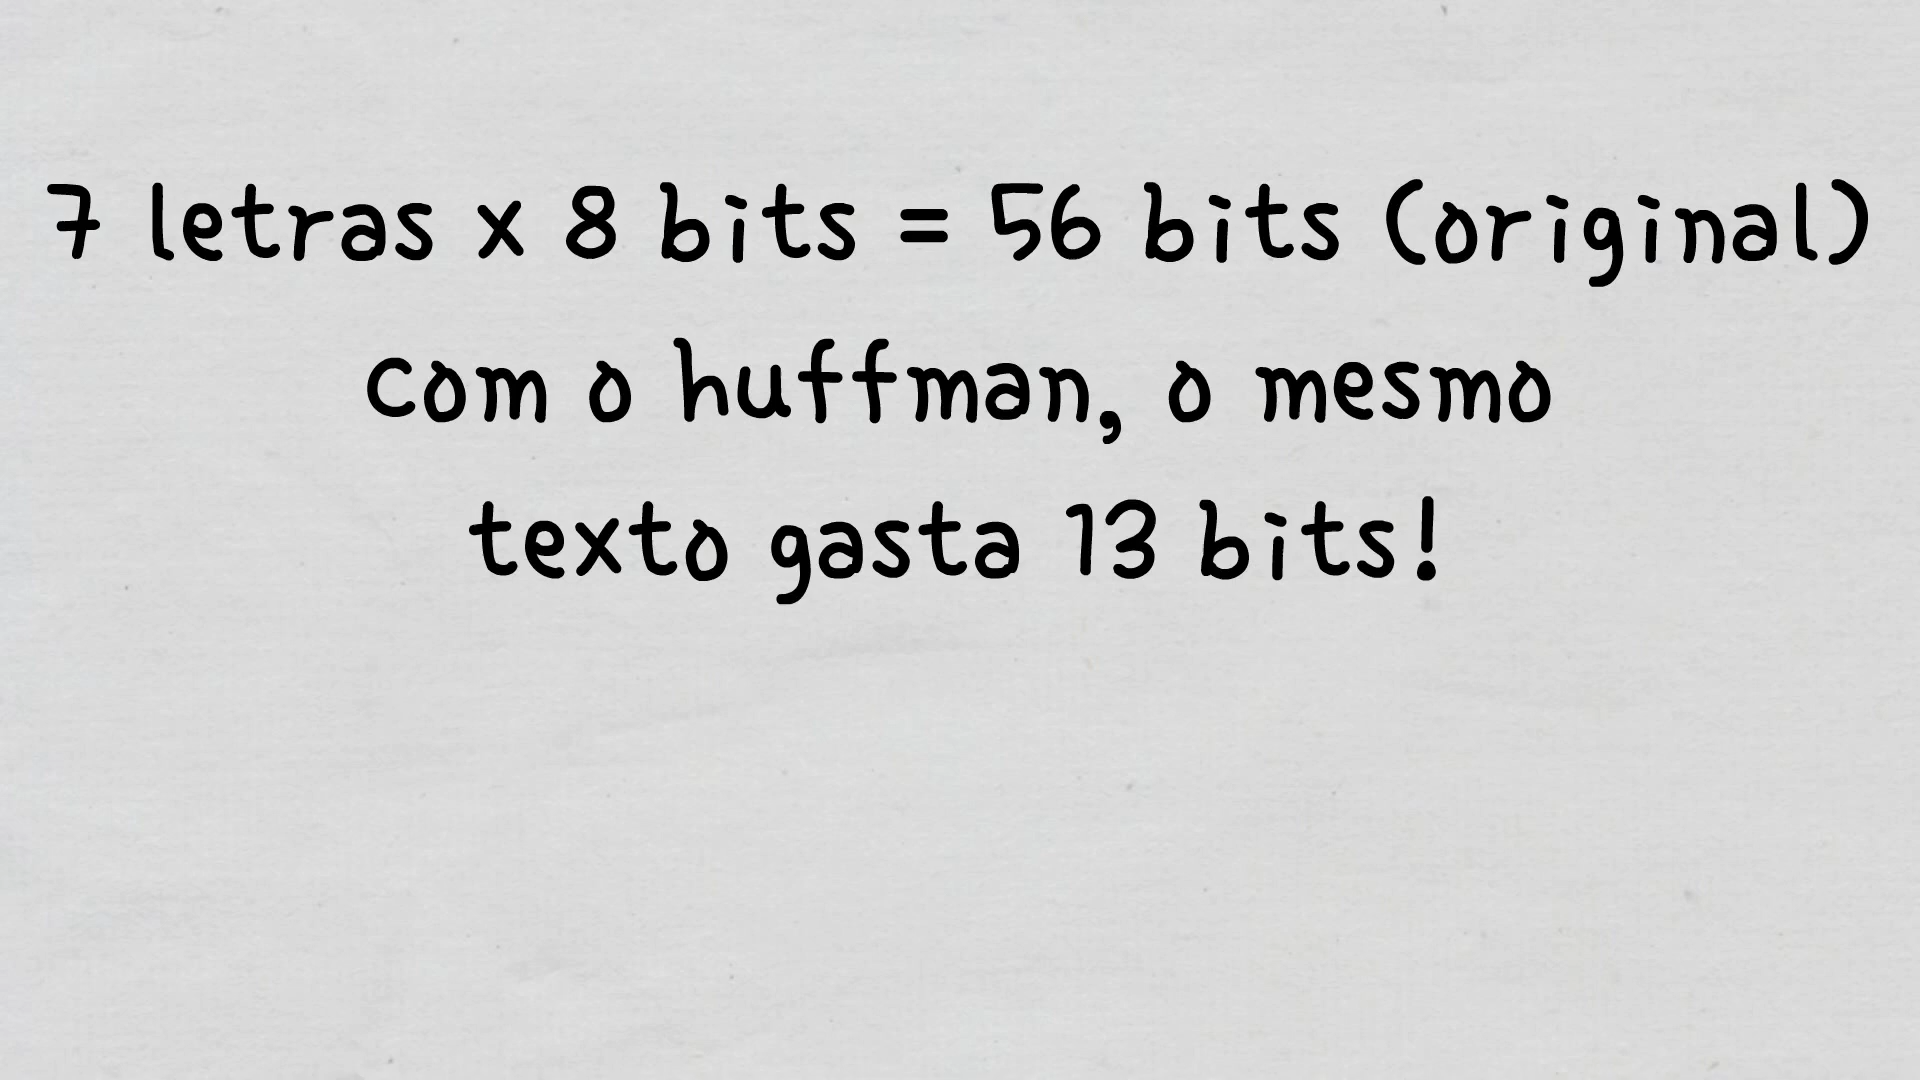 7 letras x 8 bits = 56 bits (original)
com o huffman, o mesmo
texto gasta 13 bits!